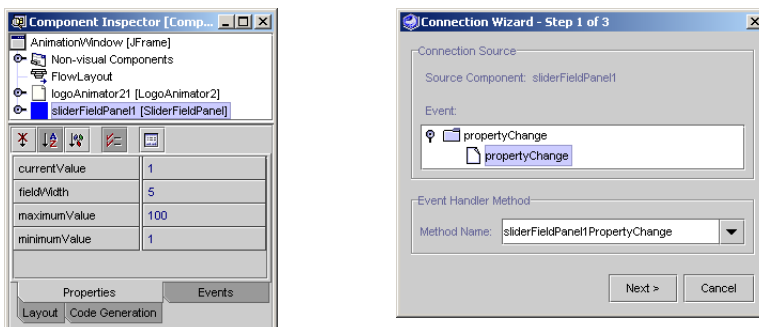 Component Inspector [Comp...
AnimationWindow [JFrame]
Non-visual Components
FlowLayout
logoAnimator21 [LogoAnimator2]
sliderFieldPanel1 [SliderFieldPanel]
currentValue 1
fieldWidth 5
maximumValue 100
minimumValue 1
Properties Events
Layout Code Generation
Connection Wizard - Step 1 of 3
Connection Source
Source Component: sliderFieldPanel1
Event:
propertyChange
propertyChange
Event Handler Method
Method Name: sliderFieldPanel1PropertyChange
Next > Cancel